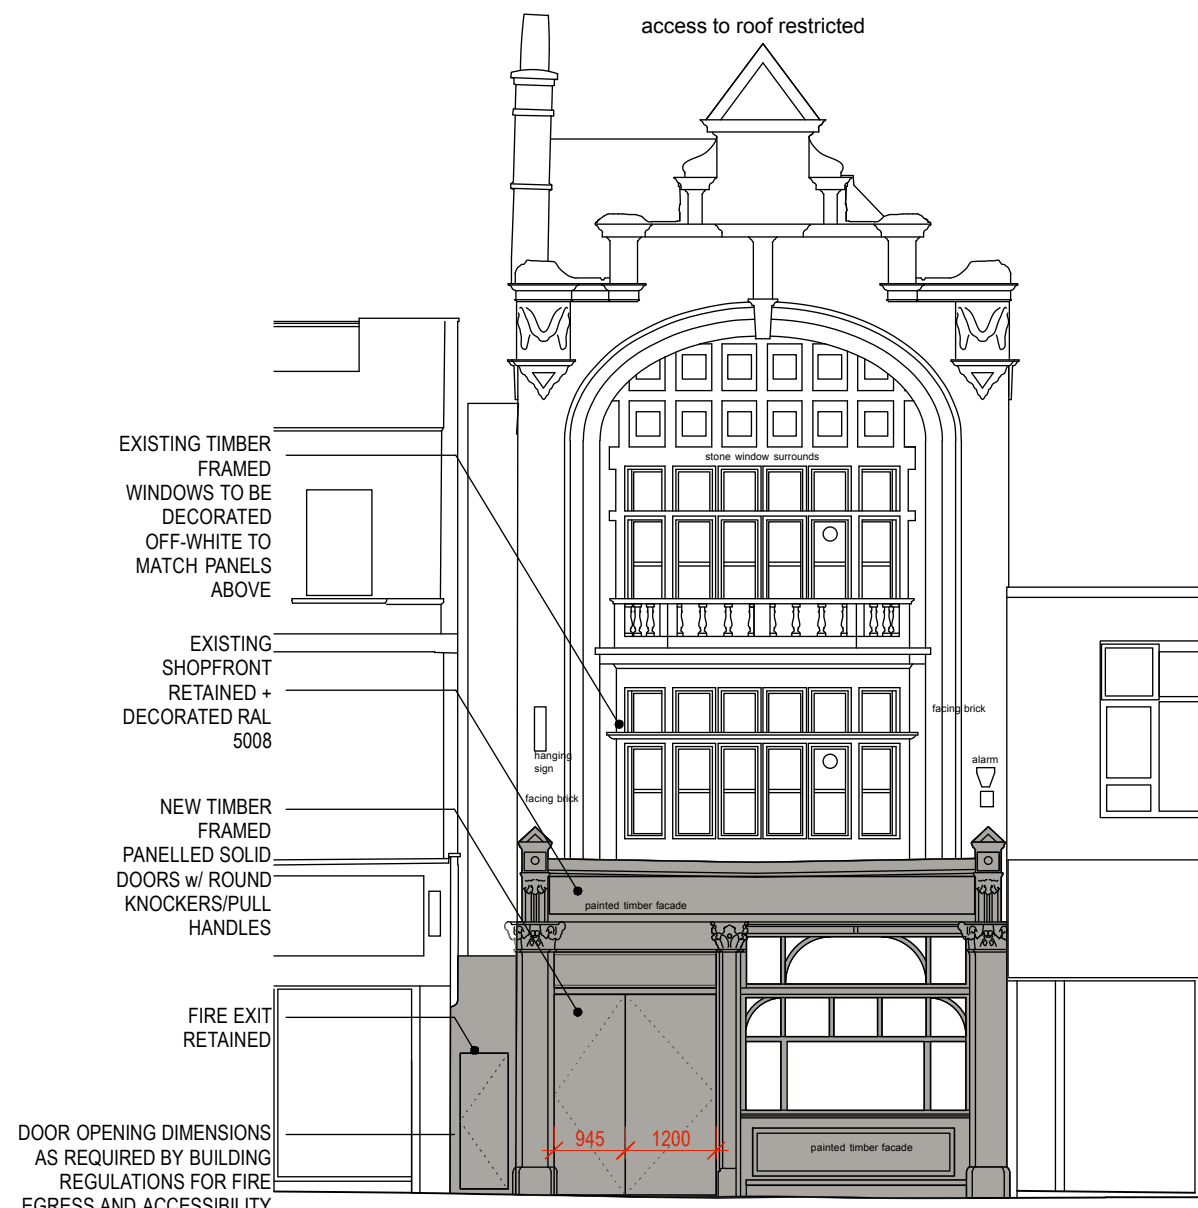 access to roof restricted
EXISTING TIMBER
FRAMED
WINDOWS TO BE
DECORATED
OFF-WHITE TO
MATCH PANELS
ABOVE
stone window surrounds
EXISTING
SHOPFRONT
RETAINED +
DECORATED RAL
5008
facing brick
hanging
sign
alarm
facing brick
NEW TIMBER
FRAMED
PANELLED SOLID
DOORS w/ ROUND
KNOCKERS/PULL
HANDLES
painted timber facade
FIRE EXIT
RETAINED
DOOR OPENING DIMENSIONS
AS REQUIRED BY BUILDING
REGULATIONS FOR FIRE
EGRESS AND ACCESSIBILITY
945 1200
painted timber facade